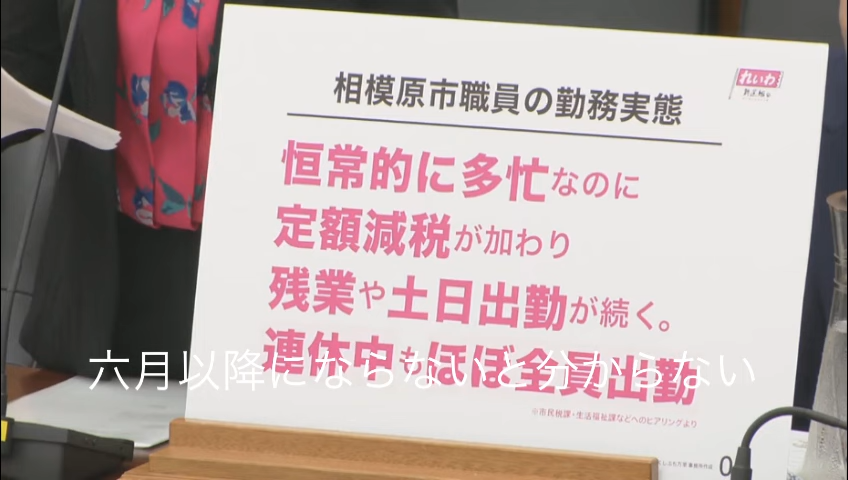 れいわ
相模原市職員の勤務実態
恒常的に多忙なのに
定額減税が加わり
残業や土日出勤が続く。
連休中もほぼ全員出勤
六月以降にならないと分からない
※市民税課・生活福祉課などへのヒアリングより